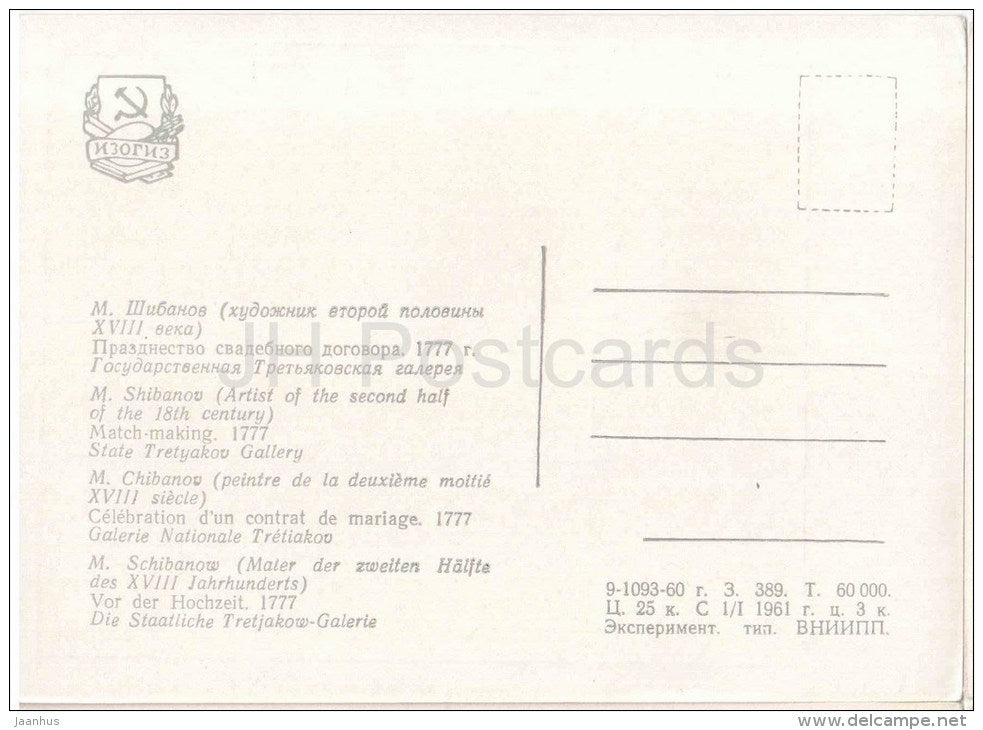 ИЗОГИЗ
М. Шибанов (художник второй половины
XVIII века)
Празднество свадебного договора. 1777 г.
Государственная Третьяковская галерея
M. Shibanov (Artist of the second half
of the 18th century)
Match-making. 1777
State Tretyakov Gallery
M. Chibanov (peintre de la deuxième moitié
XVIII siècle)
Célébration d'un contrat de mariage. 1777
Galerie Nationale Trétiakov
M. Schibanow (Maler der zweiten Hälfte
des XVIII Jahrhunderts)
Vor der Hochzeit. 1777
Die Staatliche Tretjakow-Galerie
9-1093-60 г. З. 389. Т. 60 000.
Ц. 25 к. С 1/I 1961 г. ц. 3 к.
Эксперимент. тип. ВНИИПП.
JH Postcards
jaanhus
www.delcampe.net